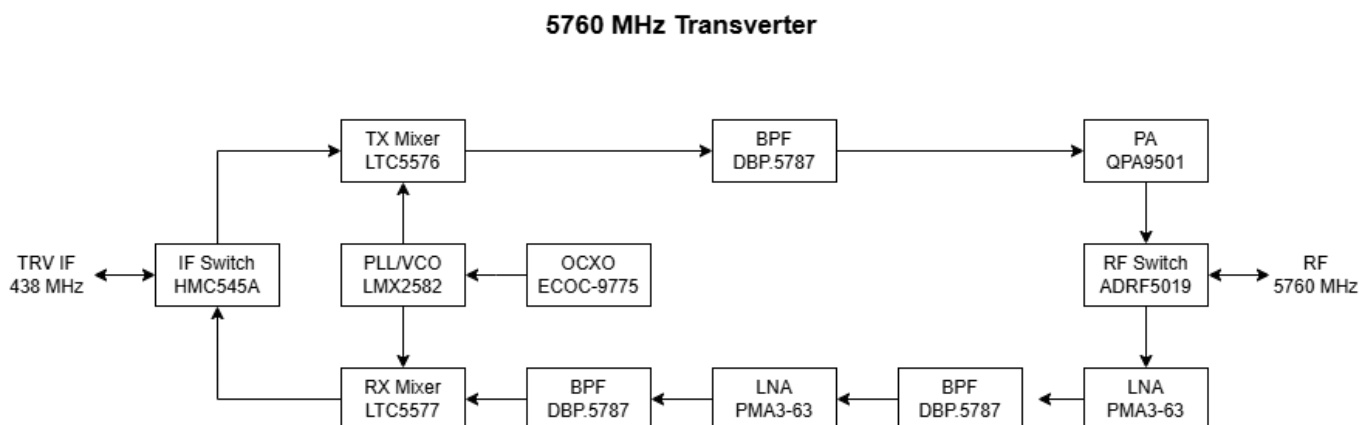 5760 MHz Transverter
TX Mixer
LTC5576
BPF
DBP.5787
PA
QPA9501
TRV IF
438 MHz
IF Switch
HMC545A
PLL/VCO
LMX2582
OCXO
ECOC-9775
RF Switch
ADRF5019
RF
5760 MHz
RX Mixer
LTC5577
BPF
DBP.5787
LNA
PMA3-63
BPF
DBP.5787
LNA
PMA3-63